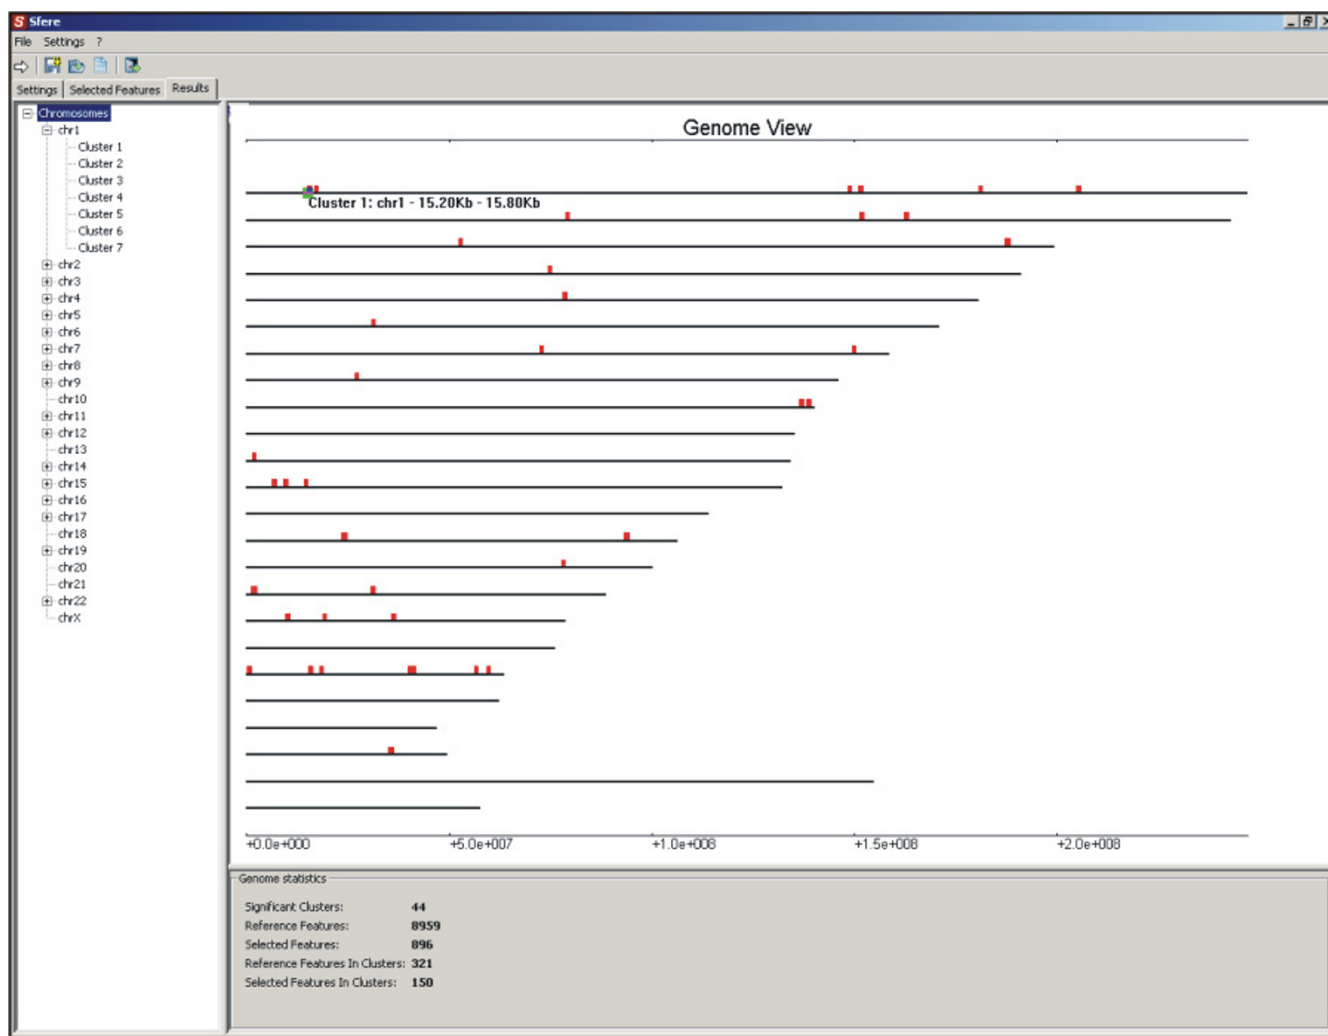 Sfere
File Settings ?
Settings Selected Features Results
Chromosomes
chr1
Cluster 1
Cluster 2
Cluster 3
Cluster 4
Cluster 5
Cluster 6
Cluster 7
chr2
chr3
chr4
chr5
chr6
chr7
chr8
chr9
chr10
chr11
chr12
chr13
chr14
chr15
chr16
chr17
chr18
chr19
chr20
chr21
chr22
chrX
Genome View
Cluster 1: chr1 - 15.20Kb - 15.80Kb
+0.0e+000 +5.0e+007 +1.0e+008 +1.5e+008 +2.0e+008
Genome statistics
Significant Clusters: 44
Reference Features: 8959
Selected Features: 896
Reference Features In Clusters: 321
Selected Features In Clusters: 150